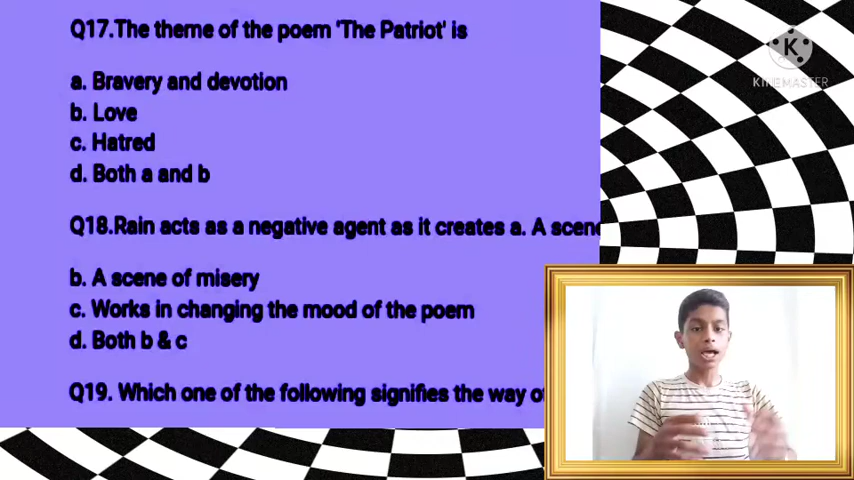 Q17.The theme of the poem 'The Patriot' is
a. Bravery and devotion
b. Love
c. Hatred
d. Both a and b
Q18.Rain acts as a negative agent as it creates a. A scene
b. A scene of misery
c. Works in changing the mood of the poem
d. Both b & c
Q19. Which one of the following signifies the way
K
KINEMASTER